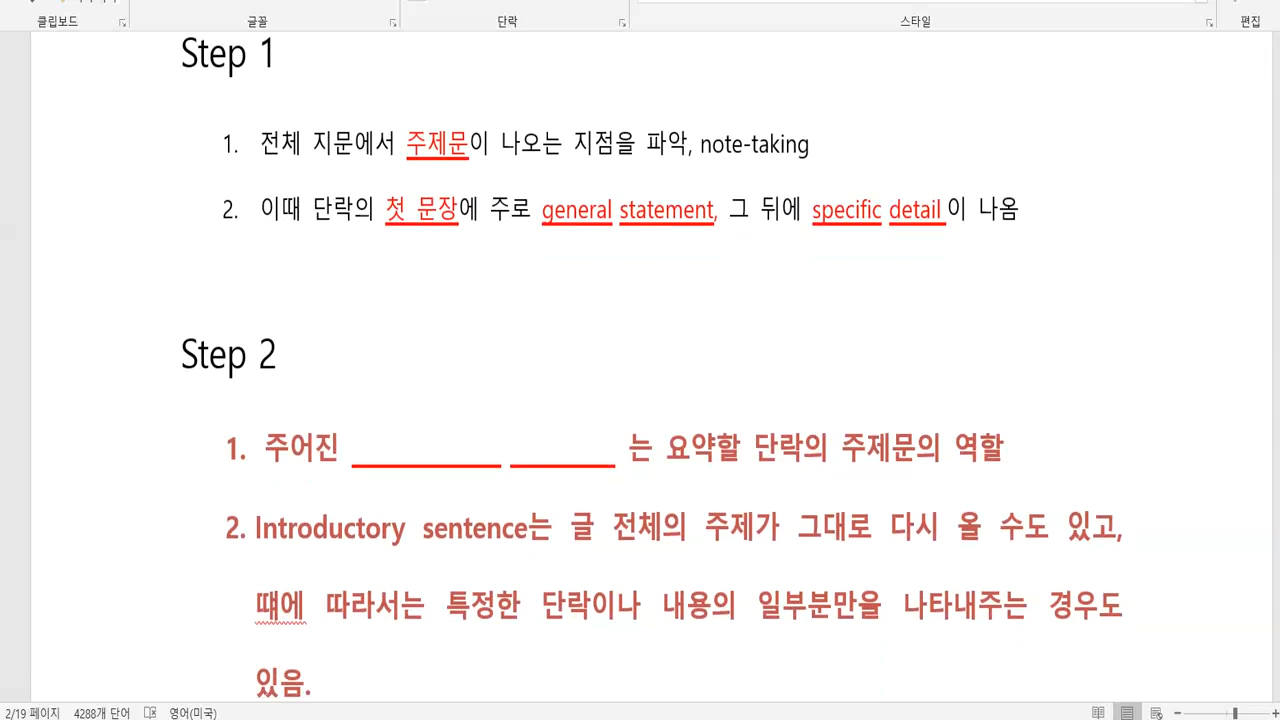 클립보드 글꼴 단락 스타일 편집
Step 1
1. 전체 지문에서 주제문이 나오는 지점을 파악, note-taking
2. 이때 단락의 첫 문장에 주로 general statement, 그 뒤에 specific detail이 나옴
Step 2
1. 주어진 는 요약할 단락의 주제문의 역할
2. Introductory sentence는 글 전체의 주제가 그대로 다시 올 수도 있고,
떄에 따라서는 특정한 단락이나 내용의 일부분만을 나타내주는 경우도
있음.
2/19 페이지 4288개 단어 영어(미국)